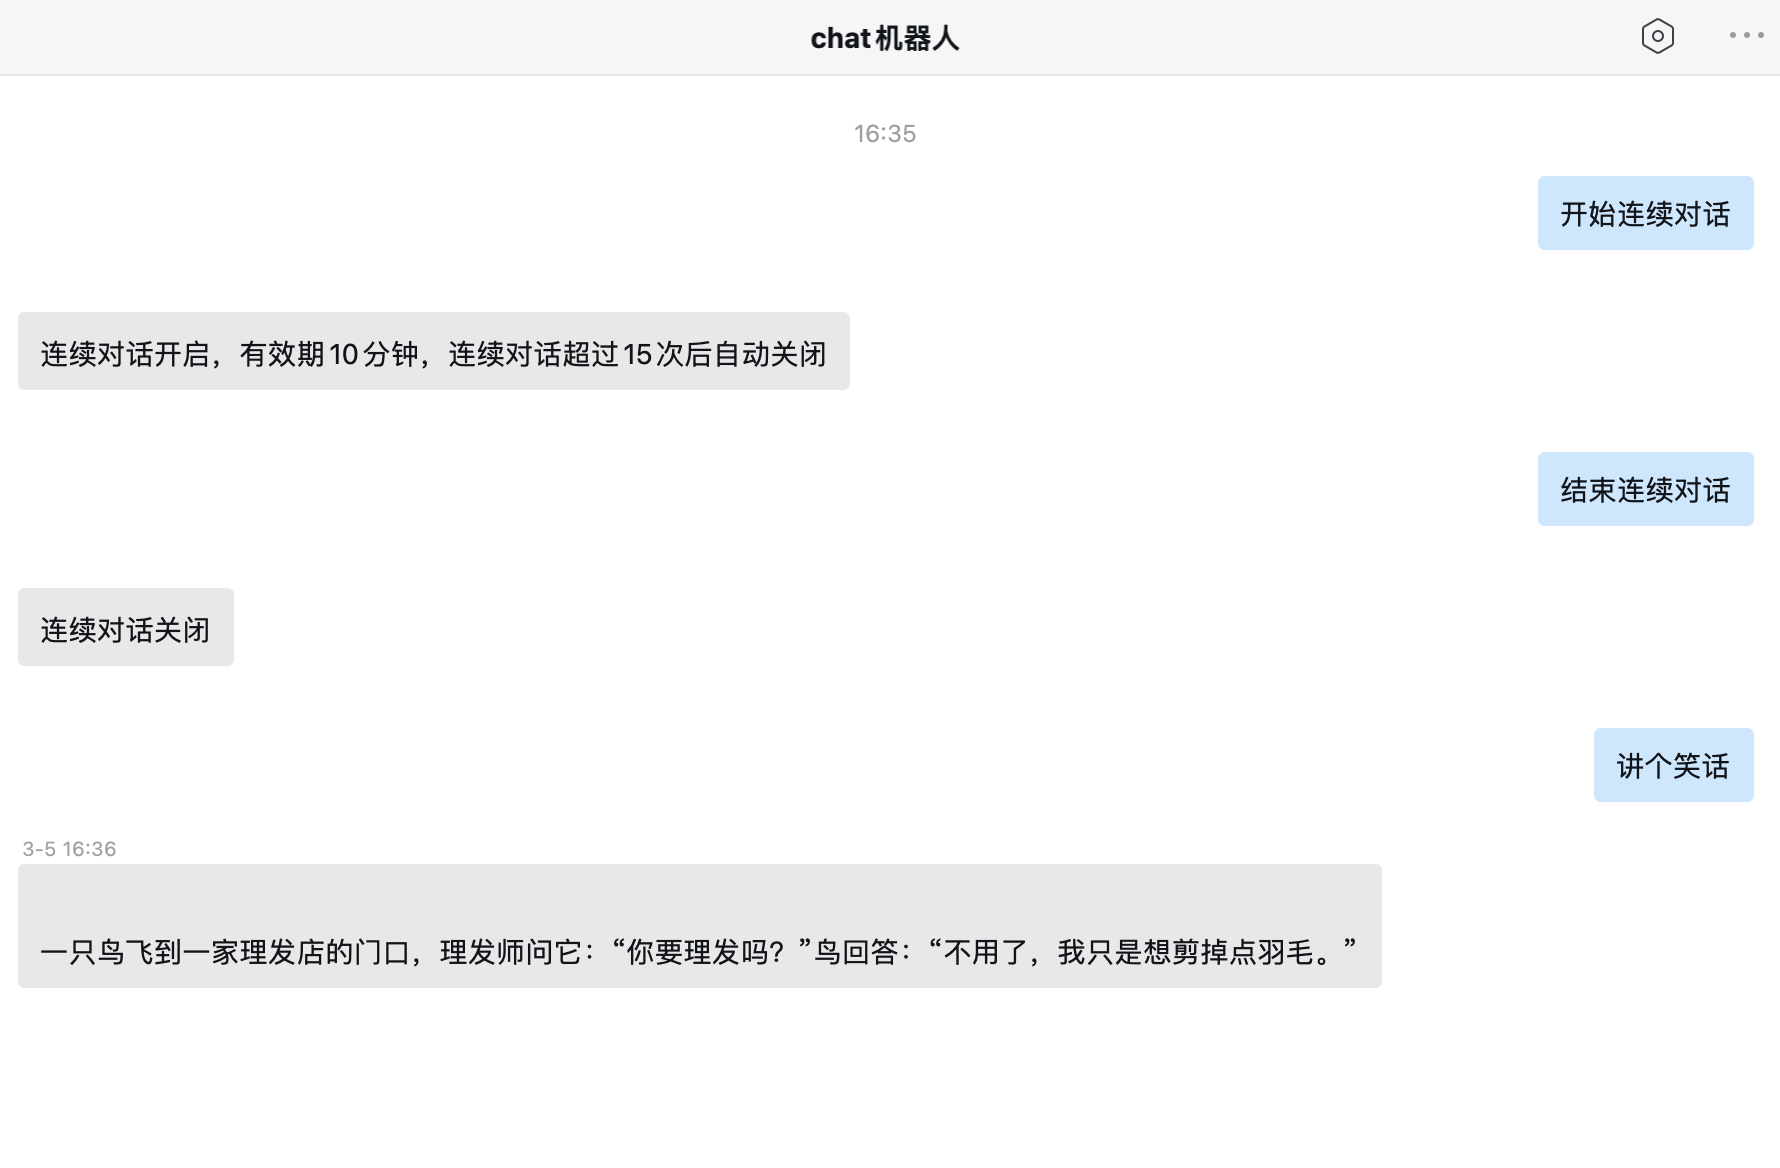 chat机器人
16:35
开始连续对话
连续对话开启，有效期10分钟，连续对话超过15次后自动关闭
结束连续对话
连续对话关闭
讲个笑话
3-5 16:36
一只鸟飞到一家理发店的门口，理发师问它：“你要理发吗？”鸟回答：“不用了，我只是想剪掉点羽毛。”